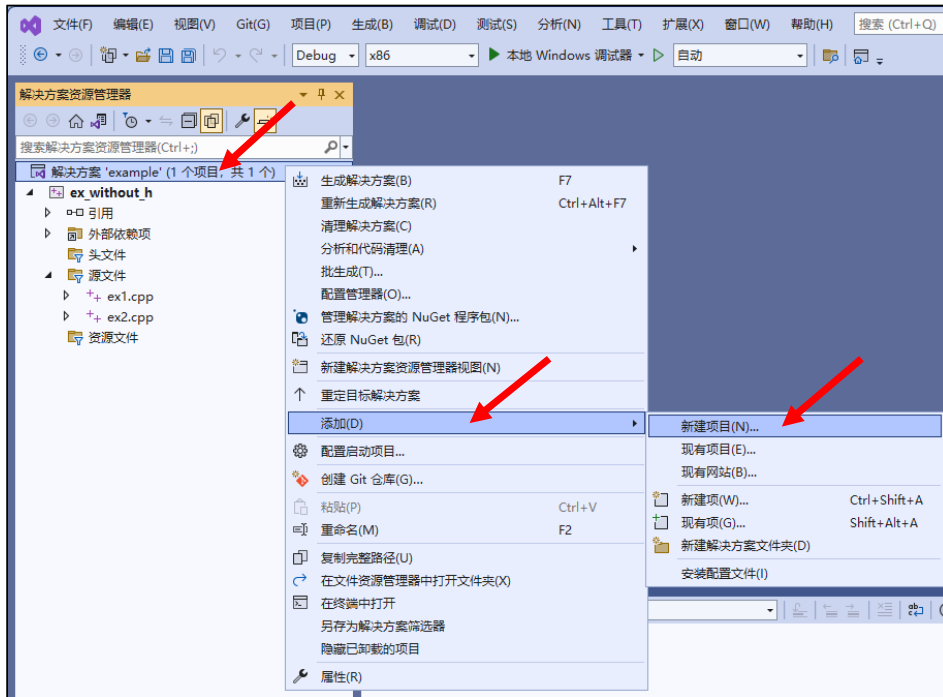 文件(F) 编辑(E) 视图(V) Git(G) 项目(P) 生成(B) 调试(D) 测试(S) 分析(N) 工具(T) 扩展(X) 窗口(W) 帮助(H) 搜索 (Ctrl+Q)
Debug x86 本地 Windows 调试器 自动
解决方案资源管理器
搜索解决方案资源管理器(Ctrl+;)
解决方案 'example' (1 个项目，共 1 个)
ex_without_h
引用
外部依赖项
头文件
源文件
ex1.cpp
ex2.cpp
资源文件
生成解决方案(B) F7
重新生成解决方案(R) Ctrl+Alt+F7
清理解决方案(C)
分析和代码清理(A)
批生成(T)...
配置管理器(O)...
管理解决方案的 NuGet 程序包(N)...
还原 NuGet 包(R)
新建解决方案资源管理器视图(N)
重定目标解决方案
添加(D)
配置启动项目...
创建 Git 仓库(G)...
粘贴(P) Ctrl+V
重命名(M) F2
复制完整路径(U)
在文件资源管理器中打开文件夹(X)
在终端中打开
另存为解决方案筛选器
隐藏已卸载的项目
属性(R)
新建项目(N)...
现有项目(E)...
现有网站(B)...
新建项(W)... Ctrl+Shift+A
现有项(G)... Shift+Alt+A
新建解决方案文件夹(D)
安装配置文件(I)